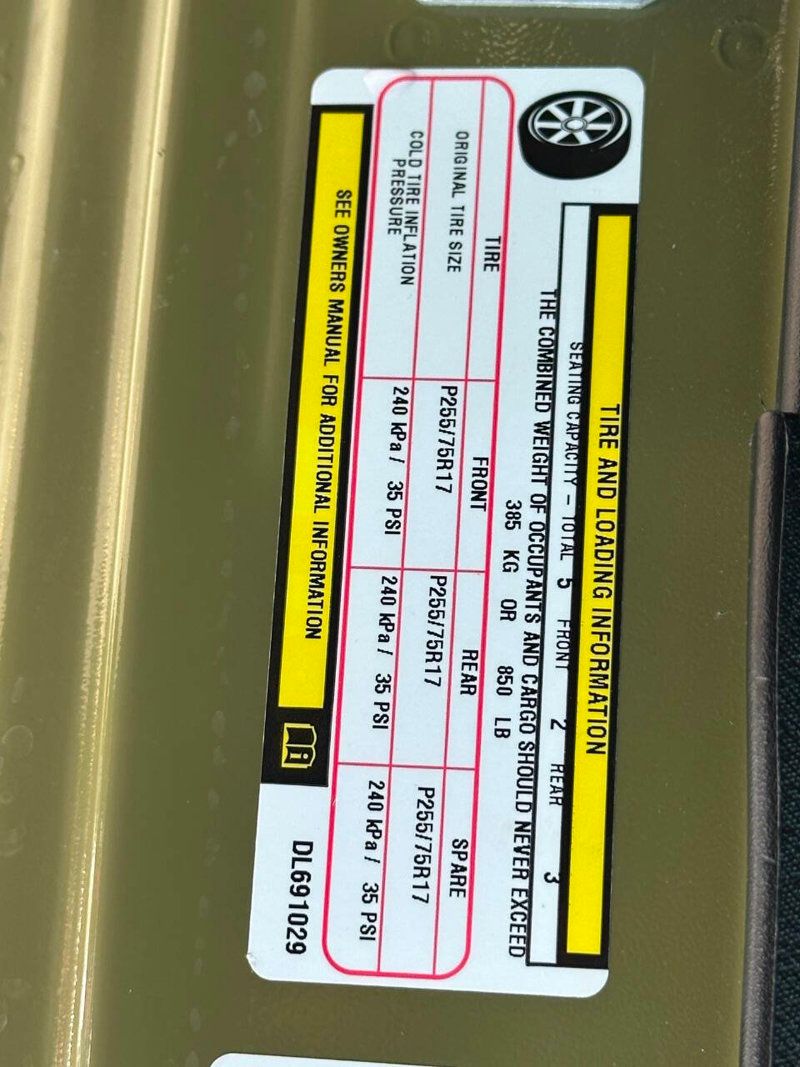 TIRE AND LOADING INFORMATION
SEATING CAPACITY – TOTAL 5 FRONT 2 REAR 3
THE COMBINED WEIGHT OF OCCUPANTS AND CARGO SHOULD NEVER EXCEED
385 KG OR 850 LB
TIRE FRONT REAR SPARE
ORIGINAL TIRE SIZE P255/75R17 P255/75R17 P255/75R17
COLD TIRE INFLATION
PRESSURE 240 kPa / 35 PSI 240 kPa / 35 PSI 240 kPa / 35 PSI
SEE OWNERS MANUAL FOR ADDITIONAL INFORMATION
DL691029